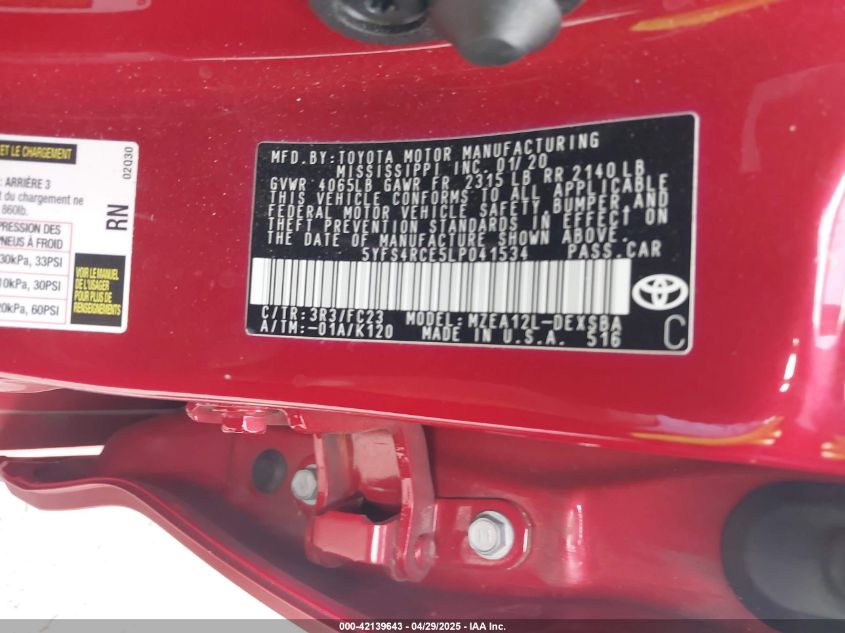 ET LE CHARGEMENT
: ARRIÈRE 3
t du chargement ne
860lb.
RESSION DES
PNEUS À FROID
30kPa, 33PSI
10kPa, 30PSI
20kPa, 60PSI
VOIR MANUEL
DE L'USAGER
POUR PLUS DE
RENSEIGNEMENTS
RN
02Q30
MFD. BY: TOYOTA MOTOR MANUFACTURING
MISSISSIPPI INC. 01/20
GVWR 4065LB GAWR FR 2315 LB RR 2140 LB
THIS VEHICLE CONFORMS TO ALL APPLICABLE
FEDERAL MOTOR VEHICLE SAFETY, BUMPER, AND
THEFT PREVENTION STANDARDS IN EFFECT ON
THE DATE OF MANUFACTURE SHOWN ABOVE.
5YFS4RCE5LP041534 PASS. CAR
C/TR: 3R3/FC23 MODEL: MZEA12L-DEXSBA
A/TM: -01A/K120 MADE IN U.S.A. 516
C
000-42139643 - 04/29/2025 - IAA Inc.